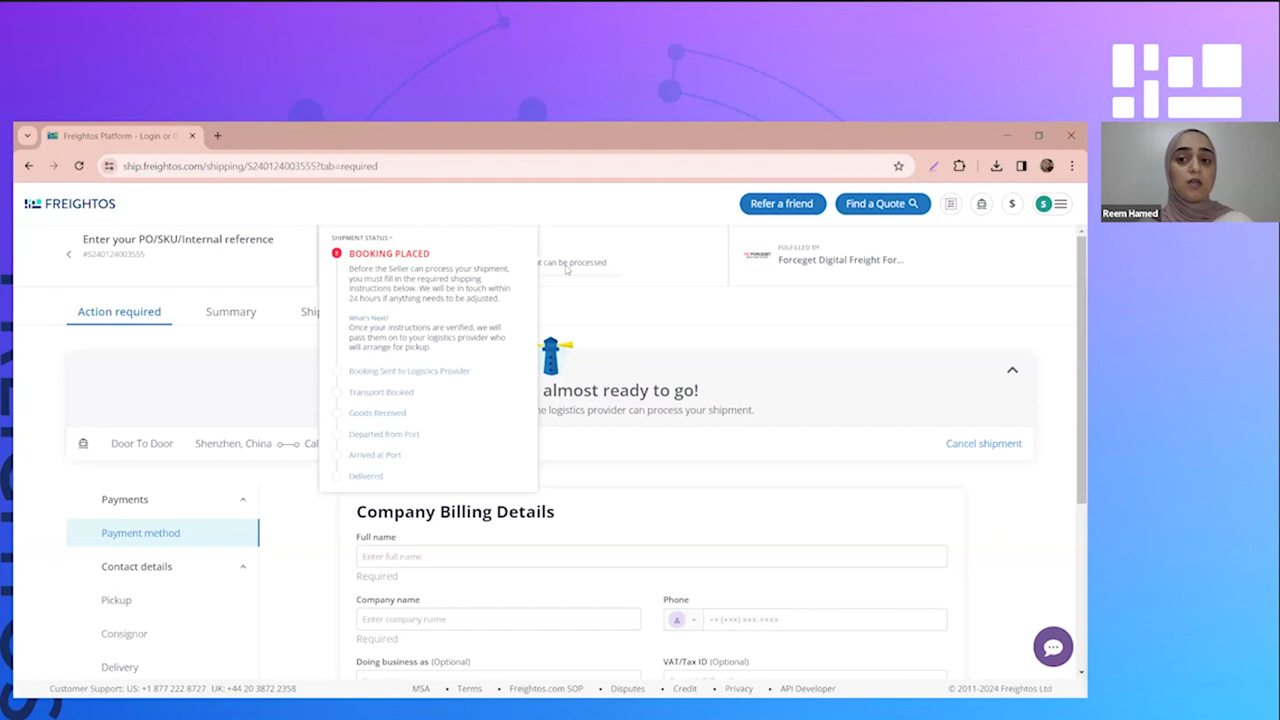 Freightos Platform - Login or G
ship.freightos.com/shipping/S240124003555?tab=required
FREIGHTOS
Refer a friend
Find a Quote
$
S
Enter your PO/SKU/Internal reference
#S240124003555
SHIPMENT STATUS
BOOKING PLACED
Before the Seller can process your shipment,
you must fill in the required shipping
instructions below. We will be in touch within
24 hours if anything needs to be adjusted.
What's Next?
Once your instructions are verified, we will
pass them on to your logistics provider who
will arrange for pickup.
Booking Sent to Logistics Provider
Transport Booked
Goods Received
Departed from Port
Arrived at Port
Delivered
t can be processed
FULFILLED BY
FORCEGET
Forceget Digital Freight For...
Reem Hamed
Action required
Summary
Shi
almost ready to go!
he logistics provider can process your shipment.
Door To Door
Shenzhen, China
Cal
Cancel shipment
Payments
Payment method
Contact details
Pickup
Consignor
Delivery
Company Billing Details
Full name
Enter full name
Required
Company name
Enter company name
Required
Phone
+x (xxx) xxx-xxxx
Doing business as (Optional)
VAT/Tax ID (Optional)
Customer Support: US: +1 877 222 8727 UK: +44 20 3872 2358
MSA • Terms • Freightos.com SOP • Disputes • Credit • Privacy • API Developer
© 2011-2024 Freightos Ltd